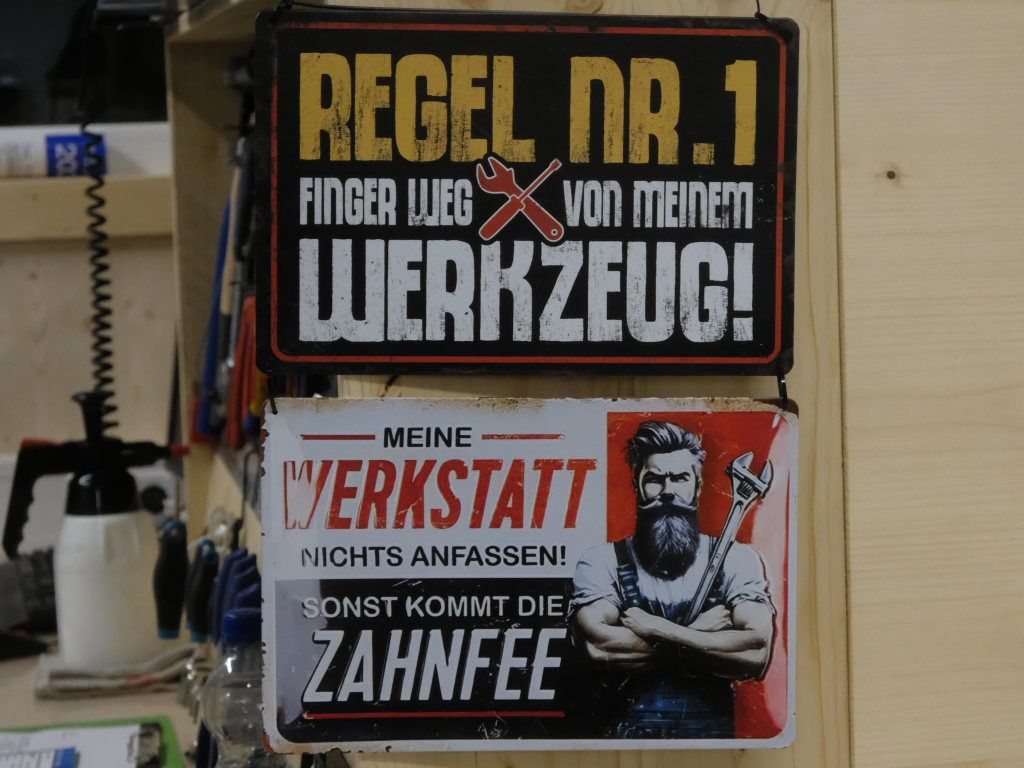 REGEL NR. 1
FINGER WEG VON MEINEM
WERKZEUG!
MEINE
WERKSTATT
NICHTS ANFASSEN!
SONST KOMMT DIE
ZAHNFEE